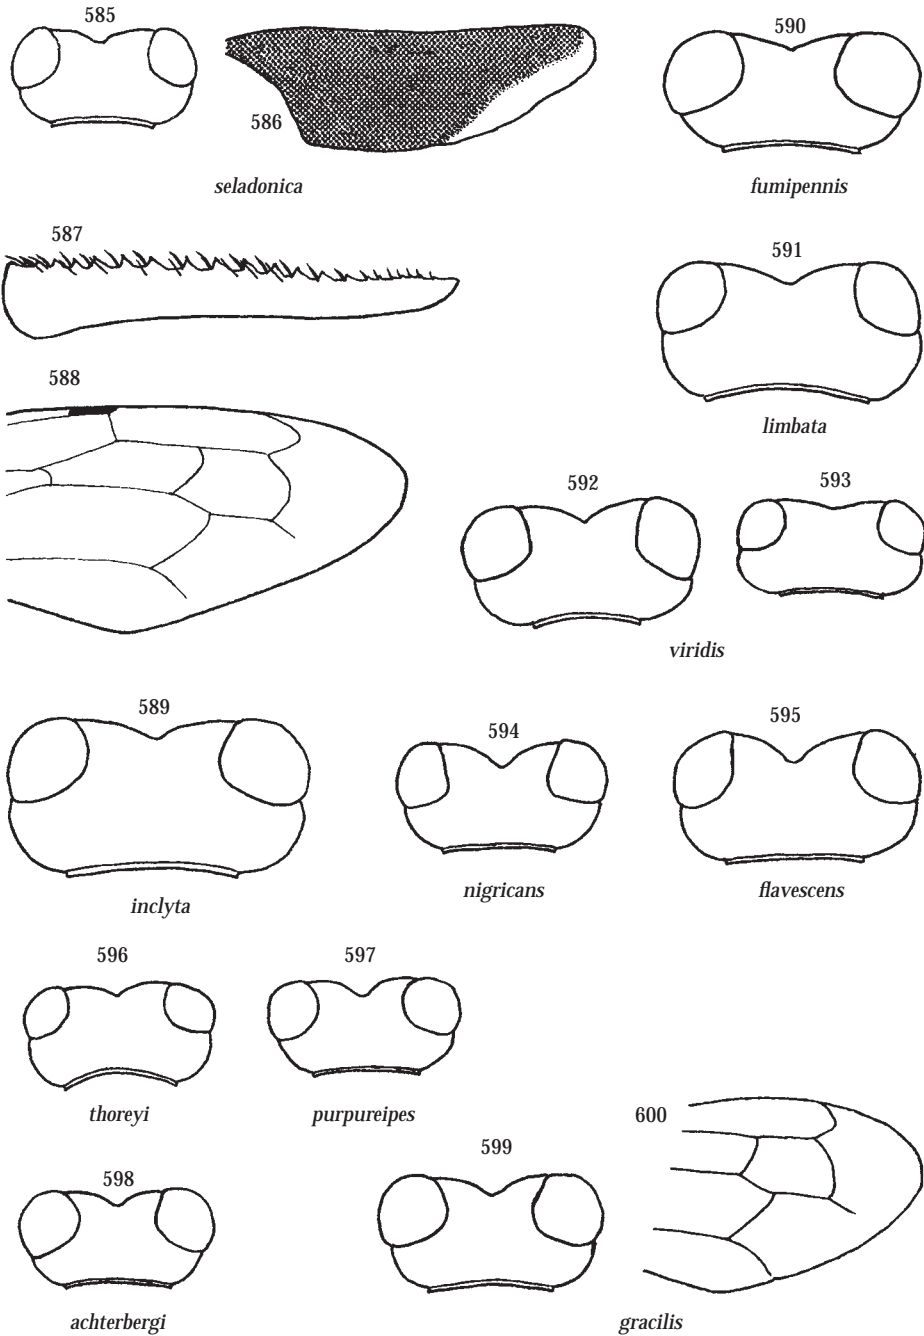 585
586
seladonica
590
fumipennis
587
591
limbata
588
592
593
viridis
589
inclyta
594
nigricans
595
flavescens
596
thoreyi
597
purpureipes
598
achterbergi
599
600
gracilis